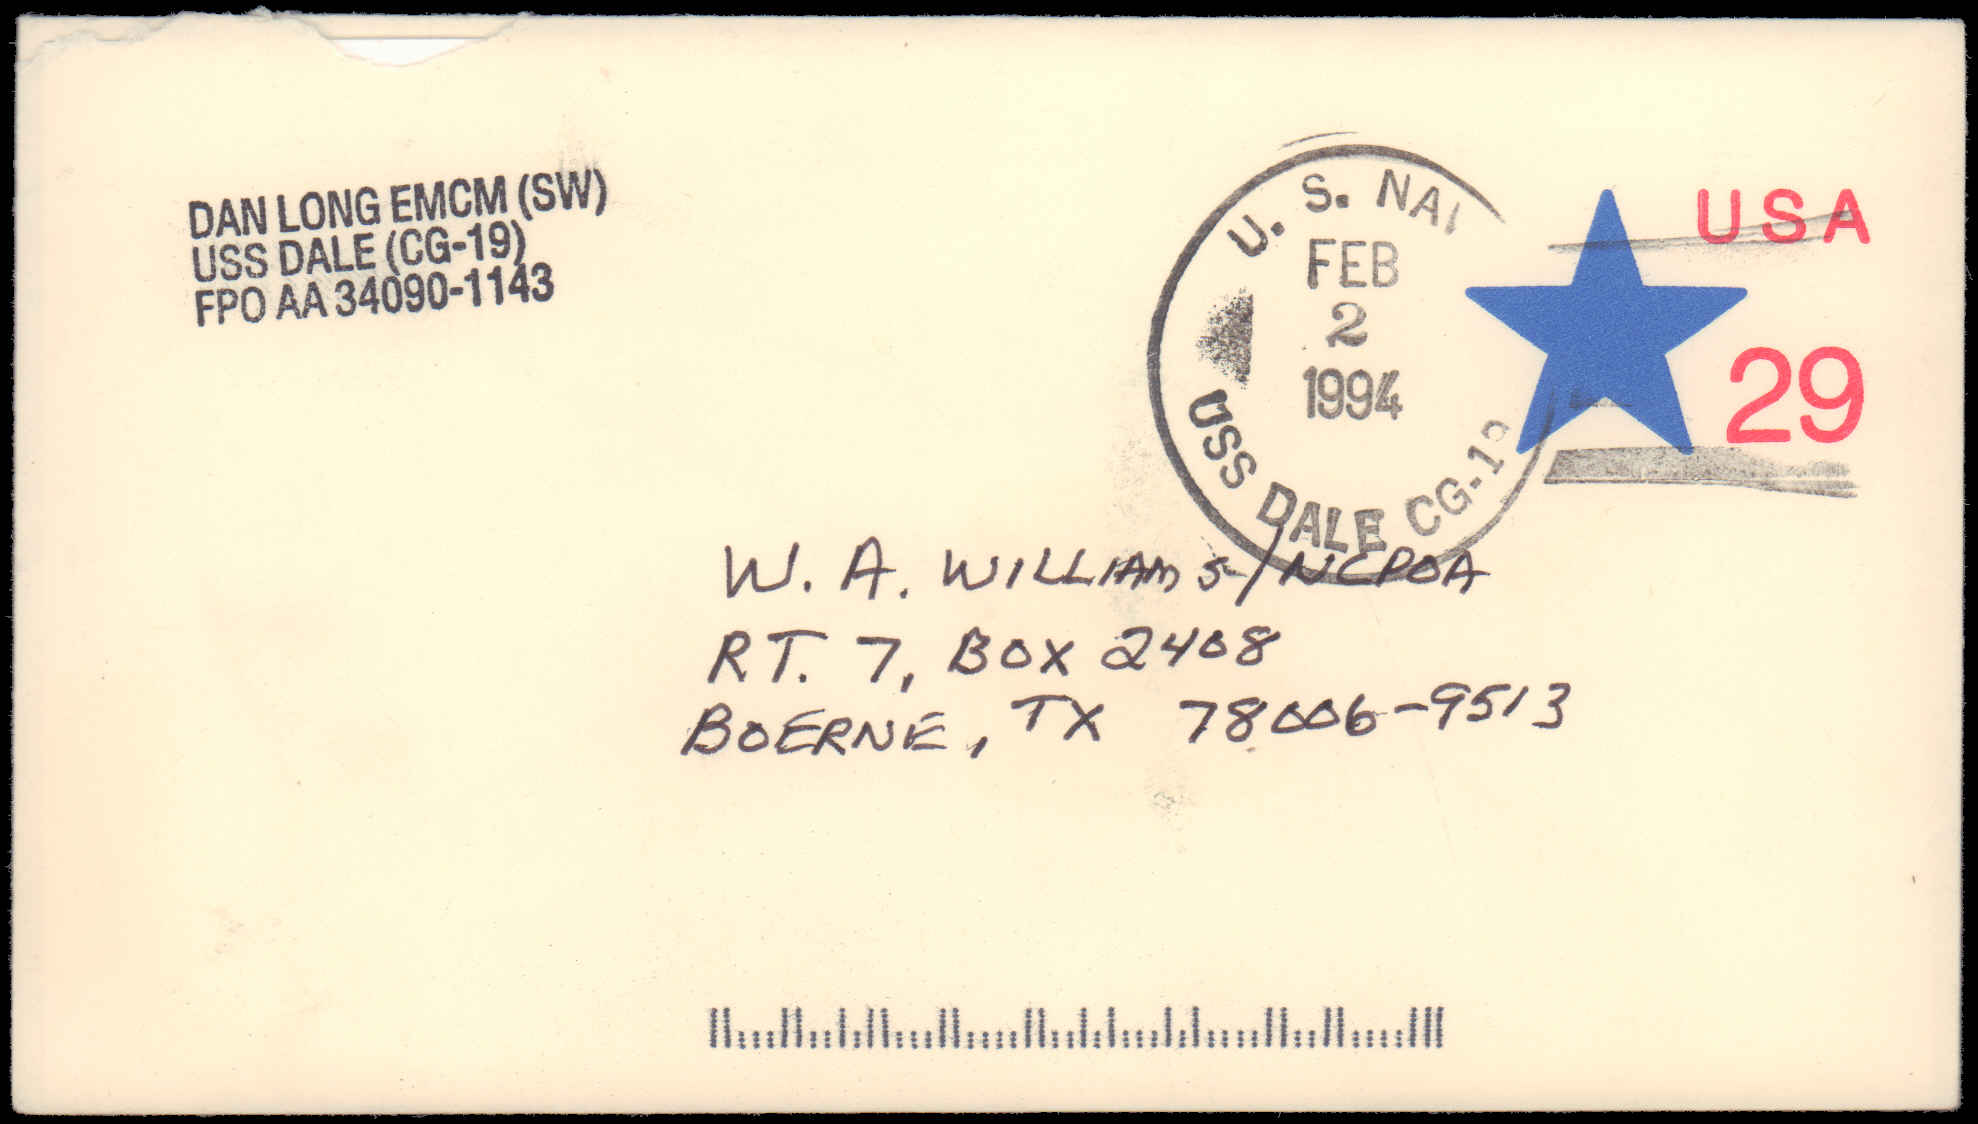 DAN LONG EMCM (SW)
USS DALE (CG-19)
FPO AA 34090-1143
U. S. NAV
FEB
2
1994
USS DALE CG-19
USA
29
W. A. WILLIAMS/NCPOA
RT. 7, BOX 2408
BOERNE, TX 78006-9513